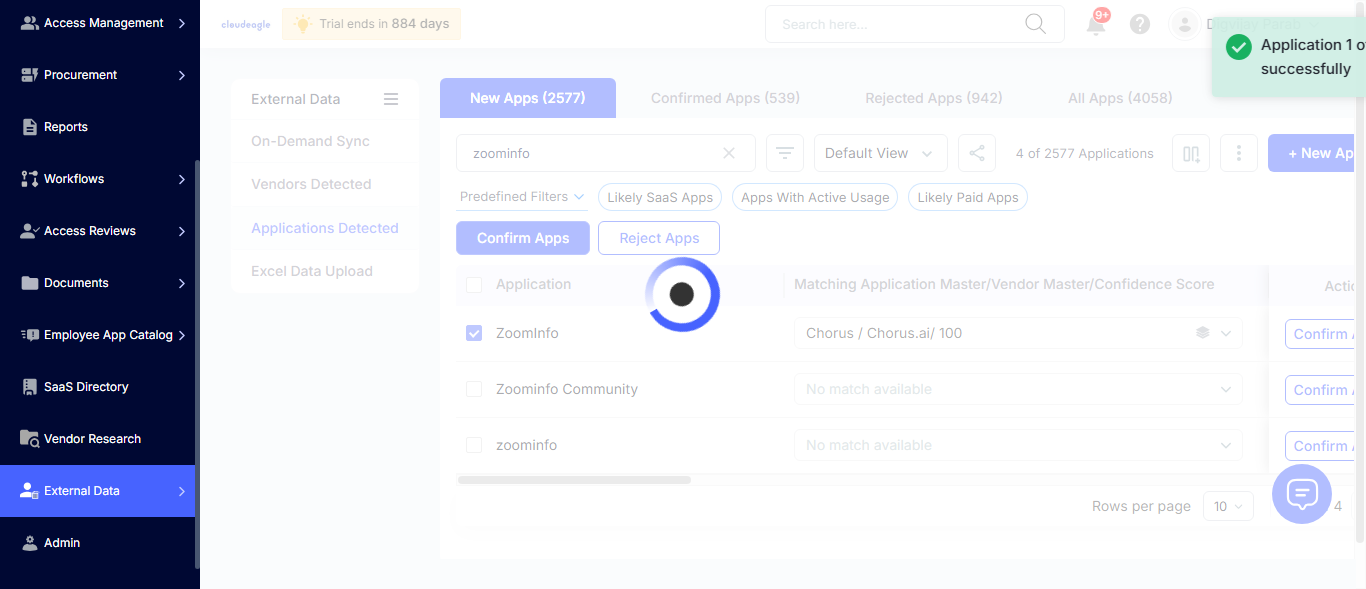 Access Management
Procurement
Reports
Workflows
Access Reviews
Documents
Employee App Catalog
SaaS Directory
Vendor Research
External Data
Admin
cloudeagle
Trial ends in 884 days
Search here...
9+
Application 1 o
successfully
External Data
On-Demand Sync
Vendors Detected
Applications Detected
Excel Data Upload
New Apps (2577)
Confirmed Apps (539)
Rejected Apps (942)
All Apps (4058)
zoominfo
Default View
4 of 2577 Applications
+ New Ap
Predefined Filters
Likely SaaS Apps
Apps With Active Usage
Likely Paid Apps
Confirm Apps
Reject Apps
Application
Matching Application Master/Vendor Master/Confidence Score
Actio
ZoomInfo
Chorus / Chorus.ai/ 100
Confirm
Zoominfo Community
No match available
Confirm
zoominfo
No match available
Confirm
Rows per page
10
4